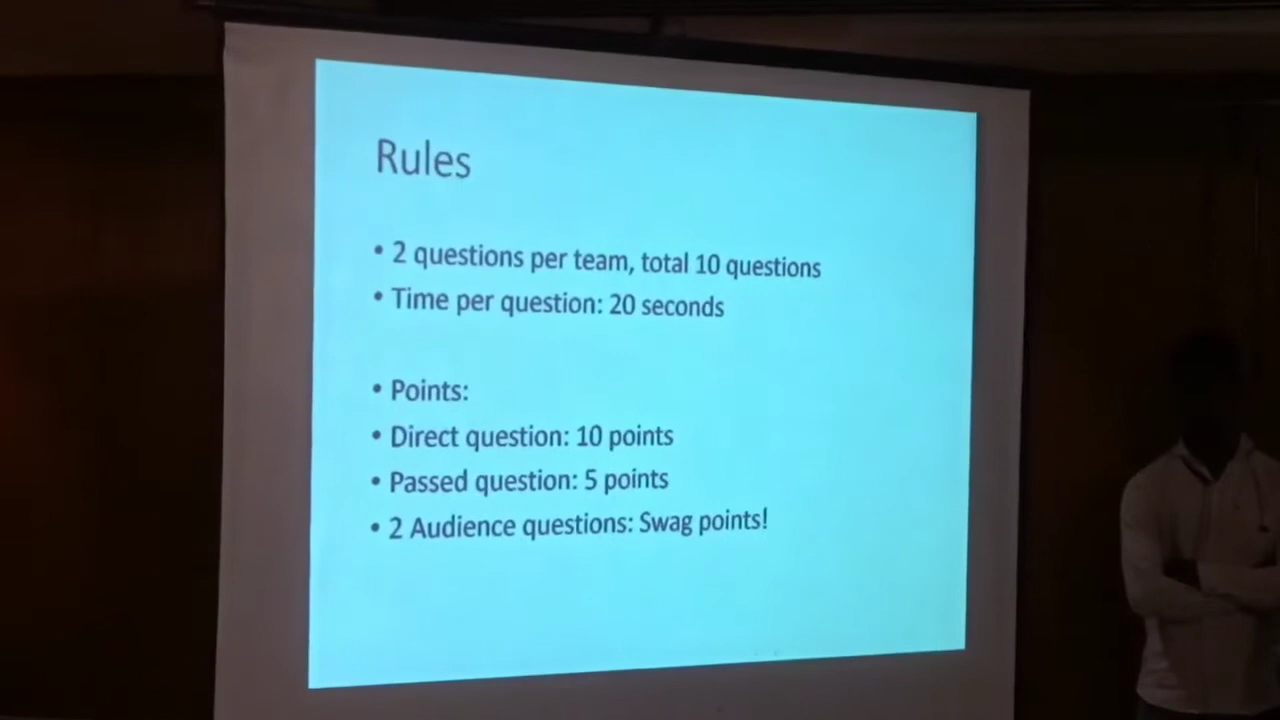 Rules
• 2 questions per team, total 10 questions
• Time per question: 20 seconds
• Points:
• Direct question: 10 points
• Passed question: 5 points
• 2 Audience questions: Swag points!